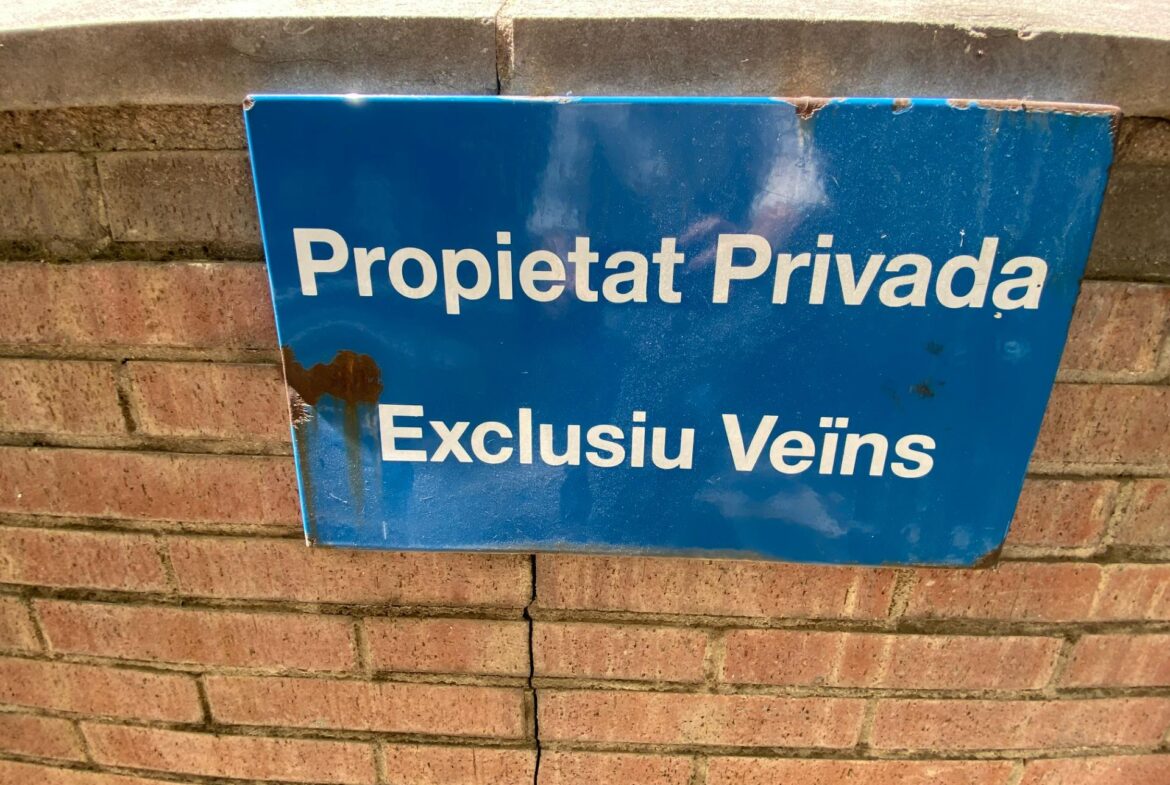 Propietat Privada
Exclusiu Veïns